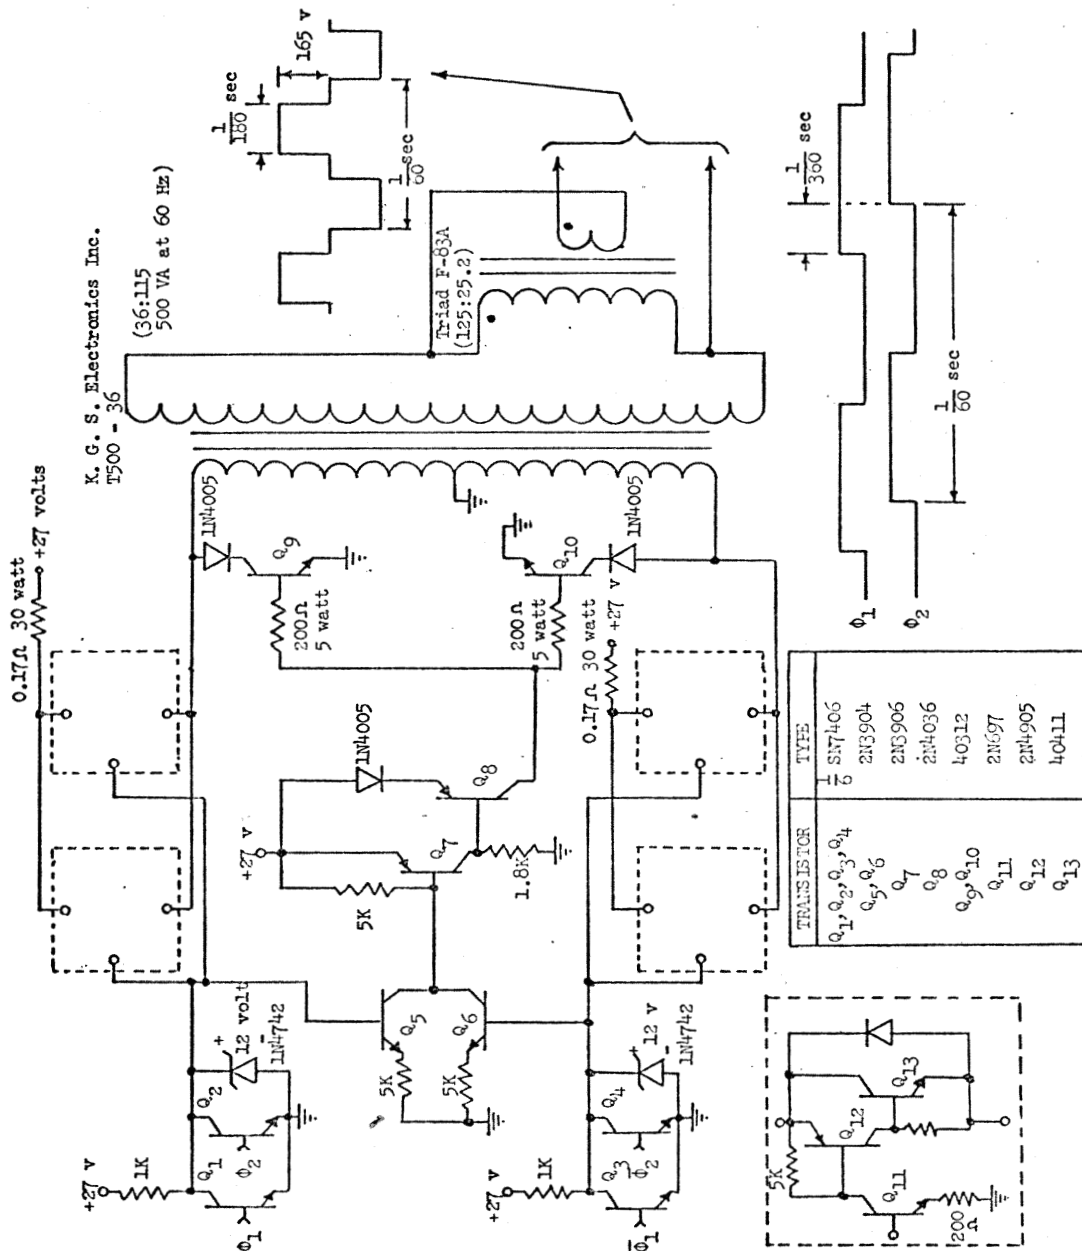 0.17Ω 30 watt
+27 volts
K. G. S. Electronics Inc.
T500 - 36
(36:115
500 VA at 60 Hz)
1/180 sec
165 v
1/60 sec
Triad F-83A
(125:25.2)
1N4005
Q9
200Ω
5 watt
Q10
200Ω
5 watt
1N4005
0.17Ω 30 watt
+27 v
+27 v
1N4005
Q8
Q7
5K
1.8K
+27 v
1K
Q1
Q2
Φ1
Φ2
12 volt
+
-
1N4742
Q5
Q6
5K
5K
+27 v
1K
Q3
Q4
Φ1
Φ2
12 v
+
-
1N4742
5K
Q11
Q12
Q13
200
Ω
TRANSISTOR TYPE
Q1, Q2, Q3, Q4 1/6 SN7406
Q5, Q6 2N3904
Q7 2N3906
Q8 2N4036
Q9, Q10 40312
Q11 2N697
Q12 2N4905
Q13 40411
Φ1
Φ2
1/360 sec
1/60 sec